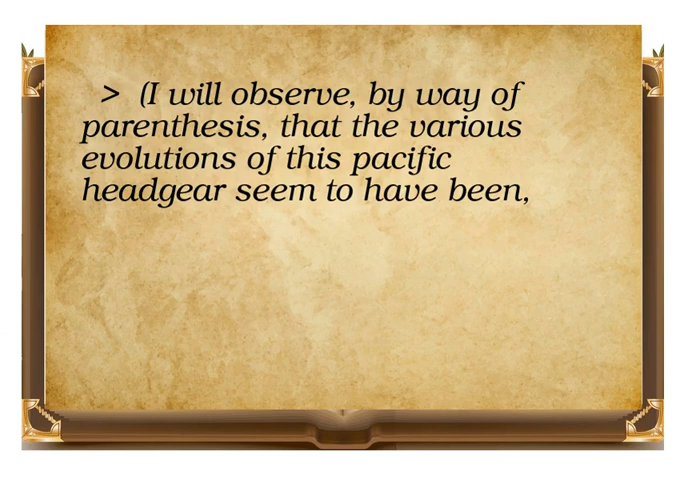 > (I will observe, by way of
parenthesis, that the various
evolutions of this pacific
headgear seem to have been,